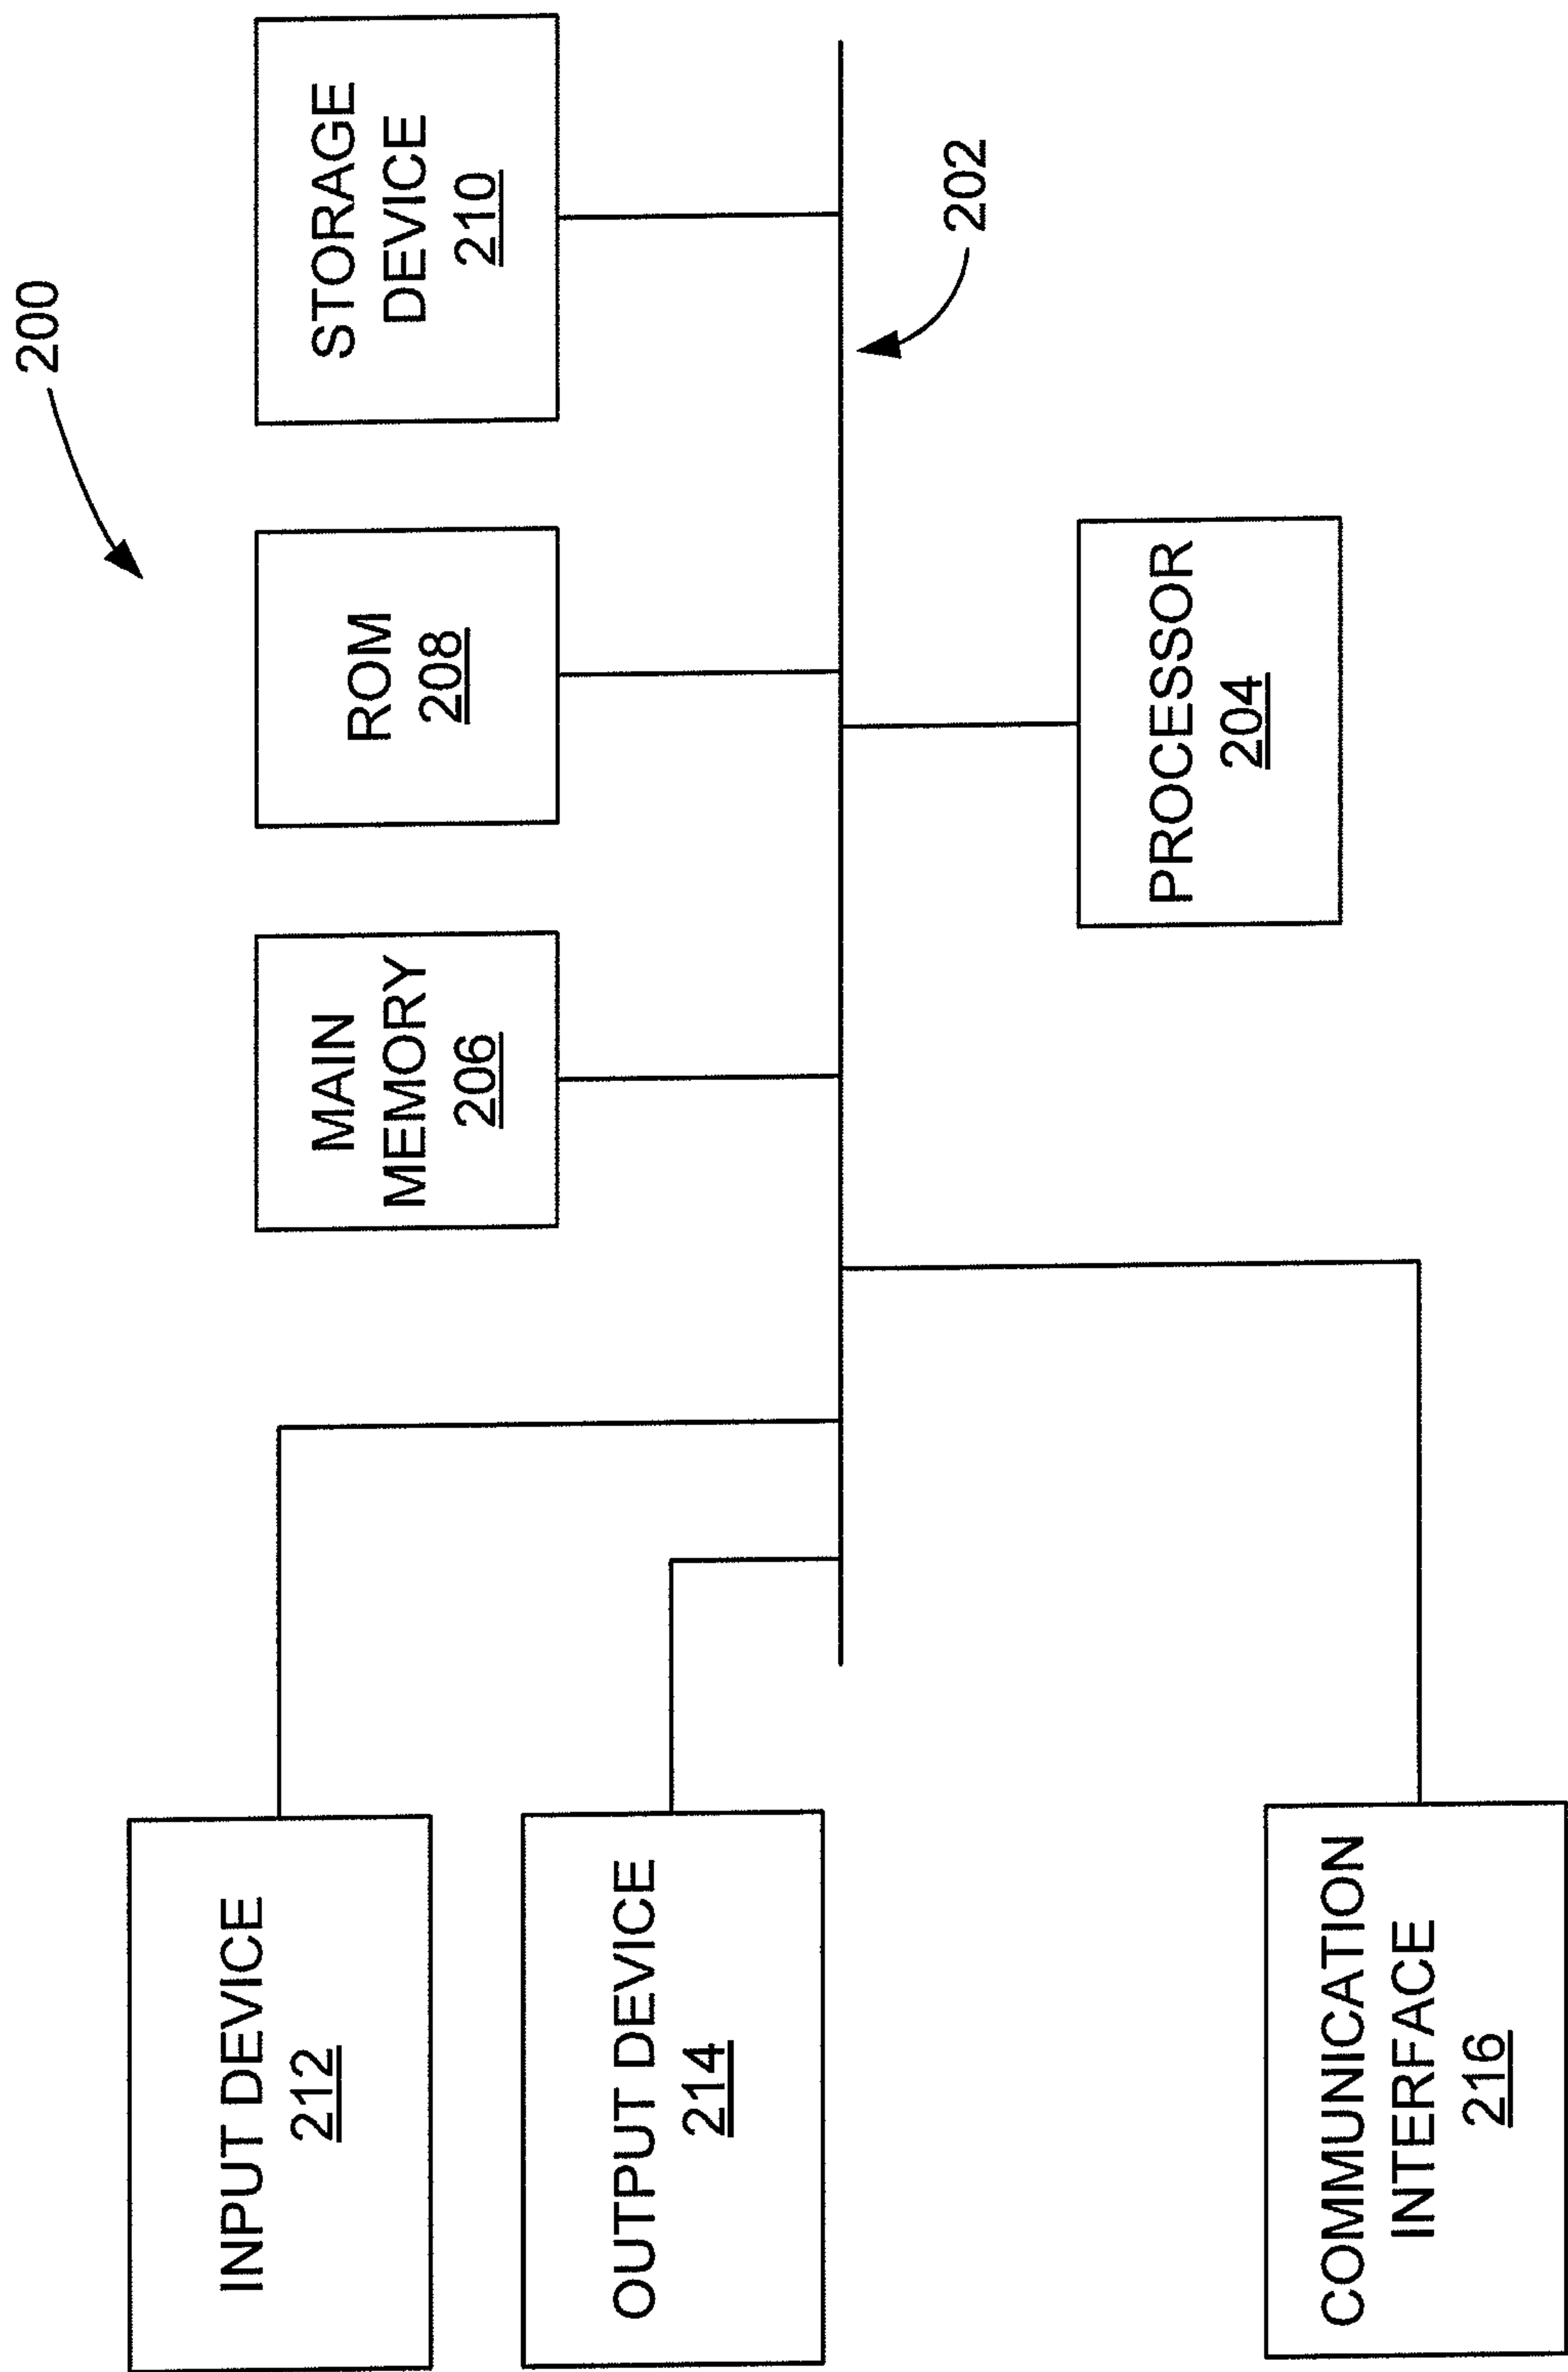 200
INPUT DEVICE
212
MAIN
MEMORY
206
ROM
208
STORAGE
DEVICE
210
OUTPUT DEVICE
214
202
COMMUNICATION
INTERFACE
216
PROCESSOR
204